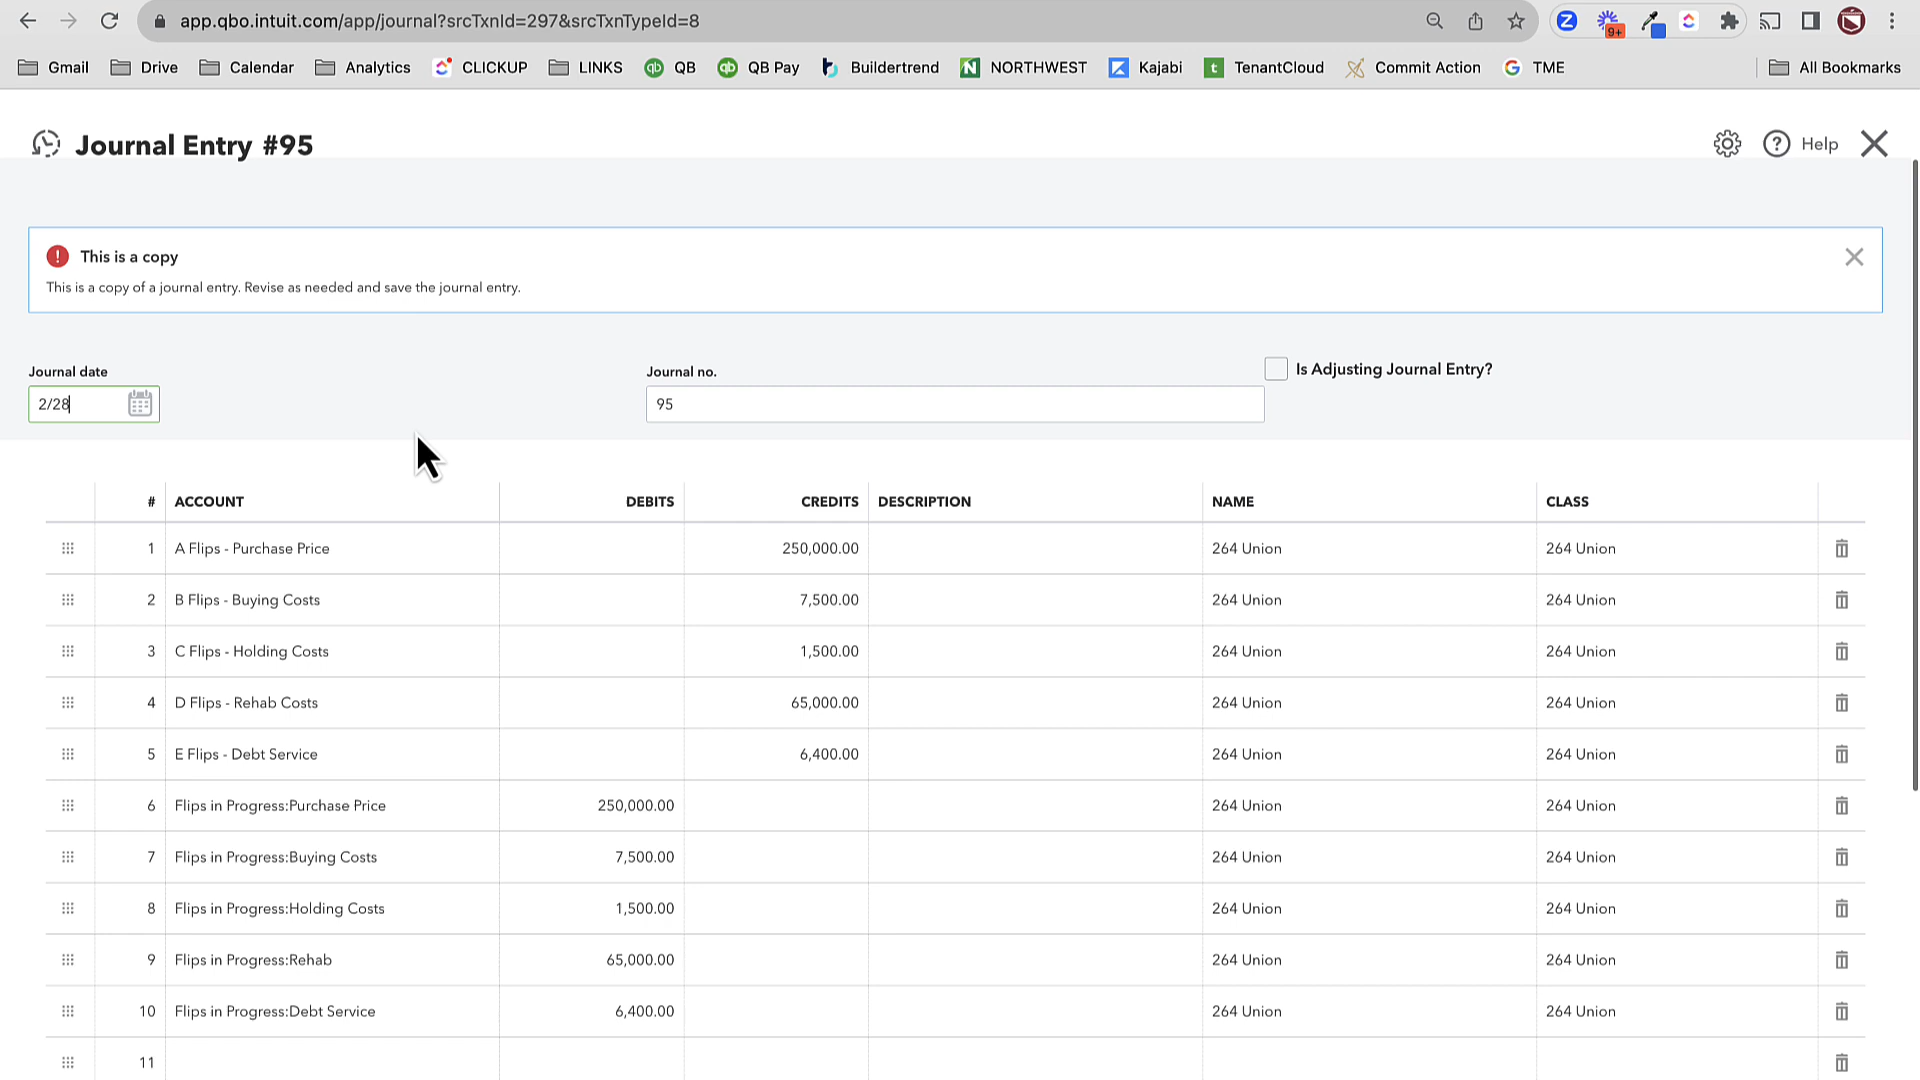 app.qbo.intuit.com/app/journal?srcTxnId=297&srcTxnTypeId=8
Z 9+
Gmail Drive Calendar Analytics CLICKUP LINKS qb QB qb QB Pay Buildertrend N NORTHWEST Kajabi t TenantCloud Commit Action G TME All Bookmarks
Journal Entry #95 ? Help
! This is a copy
This is a copy of a journal entry. Revise as needed and save the journal entry.
Journal date Journal no. Is Adjusting Journal Entry?
2/28 95
# ACCOUNT DEBITS CREDITS DESCRIPTION NAME CLASS
1 A Flips - Purchase Price 250,000.00 264 Union 264 Union
2 B Flips - Buying Costs 7,500.00 264 Union 264 Union
3 C Flips - Holding Costs 1,500.00 264 Union 264 Union
4 D Flips - Rehab Costs 65,000.00 264 Union 264 Union
5 E Flips - Debt Service 6,400.00 264 Union 264 Union
6 Flips in Progress:Purchase Price 250,000.00 264 Union 264 Union
7 Flips in Progress:Buying Costs 7,500.00 264 Union 264 Union
8 Flips in Progress:Holding Costs 1,500.00 264 Union 264 Union
9 Flips in Progress:Rehab 65,000.00 264 Union 264 Union
10 Flips in Progress:Debt Service 6,400.00 264 Union 264 Union
11